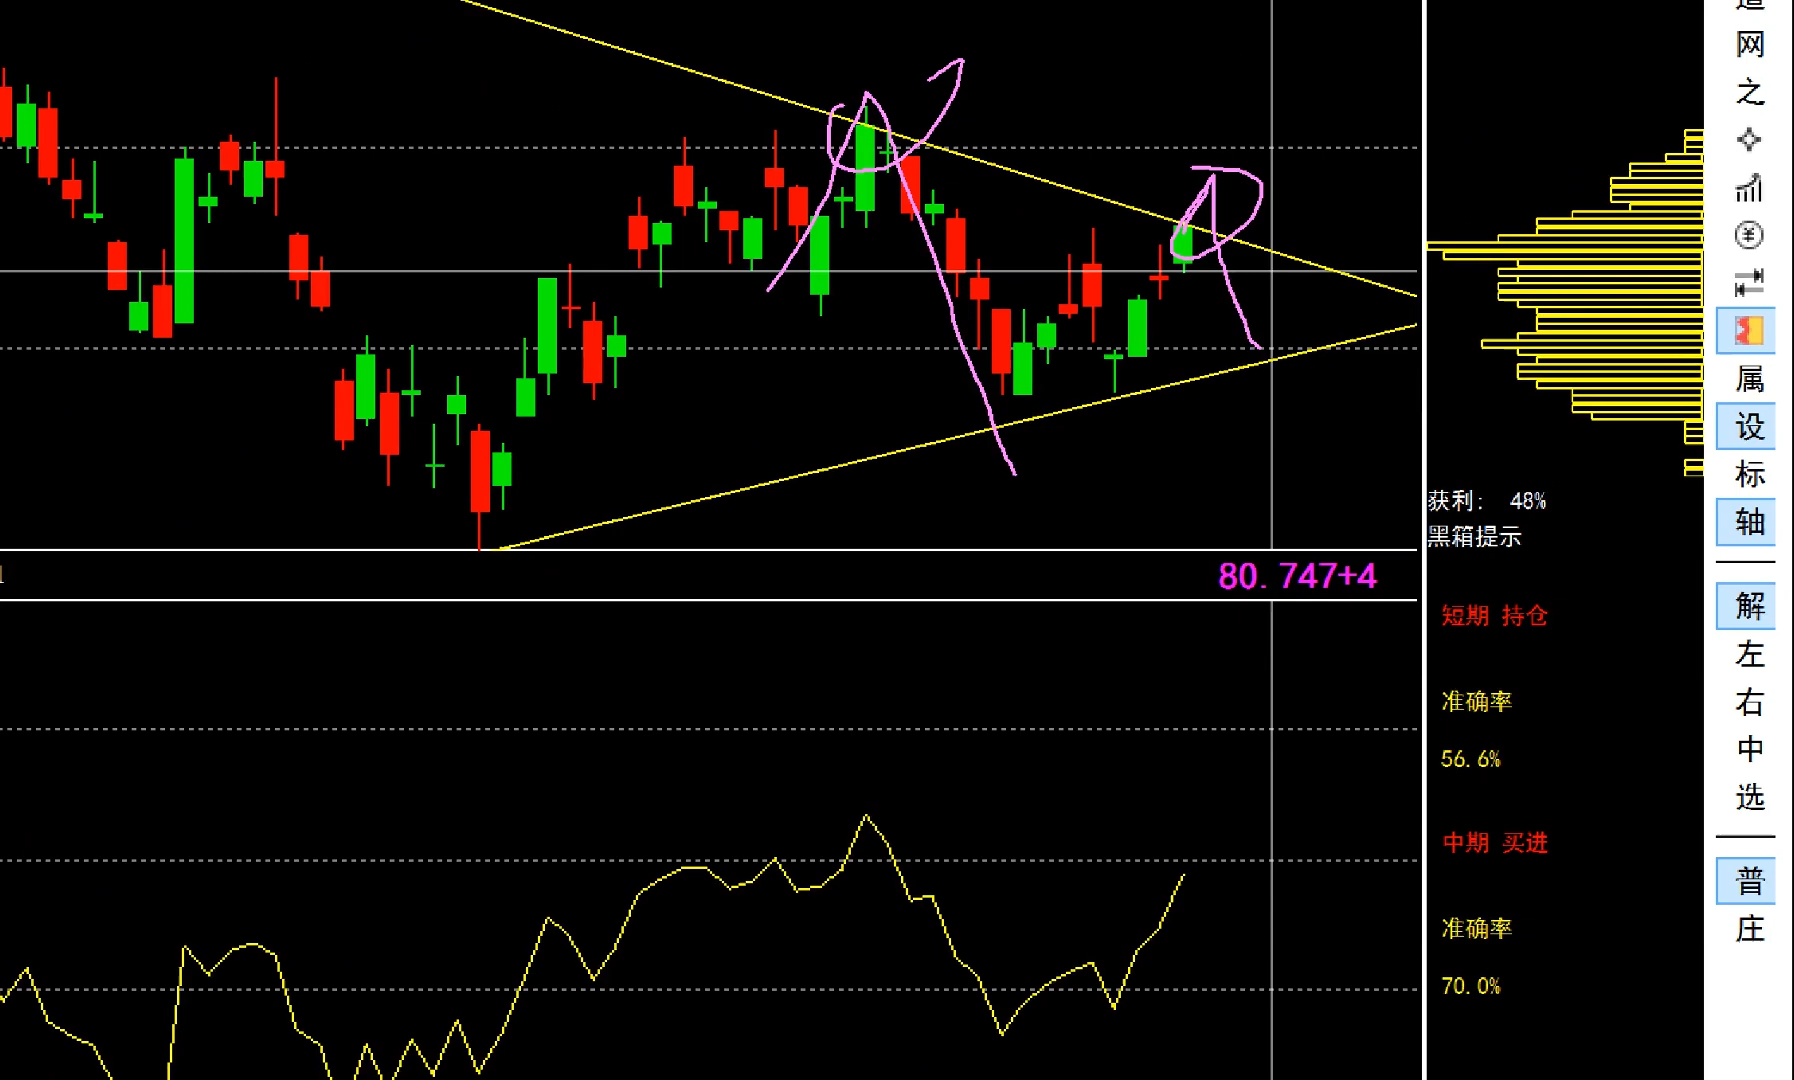 80.747+4
获利: 48%
黑箱提示
短期 持仓
准确率
56.6%
中期 买进
准确率
70.0%
网
之
属
设
标
轴
解
左
右
中
选
普
庄